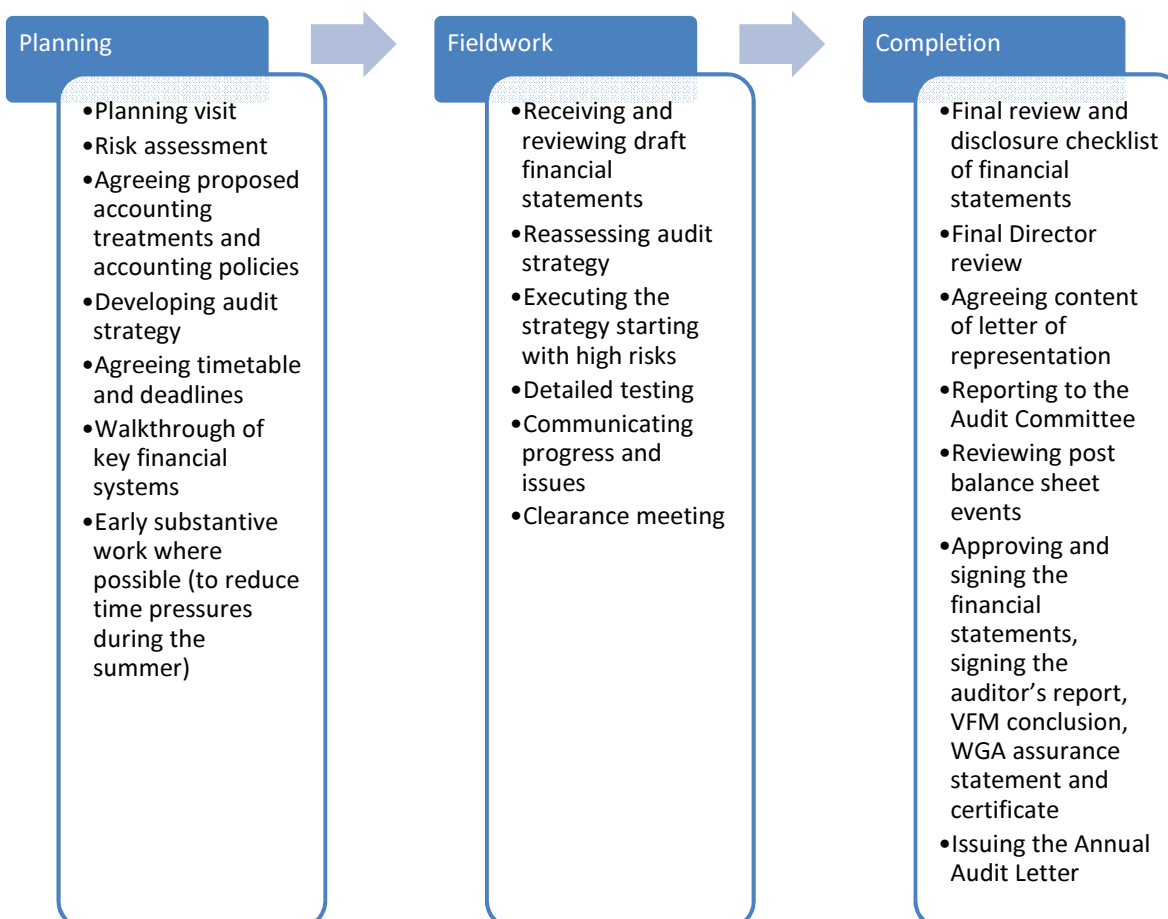 Planning
•Planning visit
•Risk assessment
•Agreeing proposed
accounting
treatments and
accounting policies
•Developing audit
strategy
•Agreeing timetable
and deadlines
•Walkthrough of
key financial
systems
•Early substantive
work where
possible (to reduce
time pressures
during the
summer)
Fieldwork
•Receiving and
reviewing draft
financial
statements
•Reassessing audit
strategy
•Executing the
strategy starting
with high risks
•Detailed testing
•Communicating
progress and
issues
•Clearance meeting
Completion
•Final review and
disclosure checklist
of financial
statements
•Final Director
review
•Agreeing content
of letter of
representation
•Reporting to the
Audit Committee
•Reviewing post
balance sheet
events
•Approving and
signing the
financial
statements,
signing the
auditor’s report,
VFM conclusion,
WGA assurance
statement and
certificate
•Issuing the Annual
Audit Letter